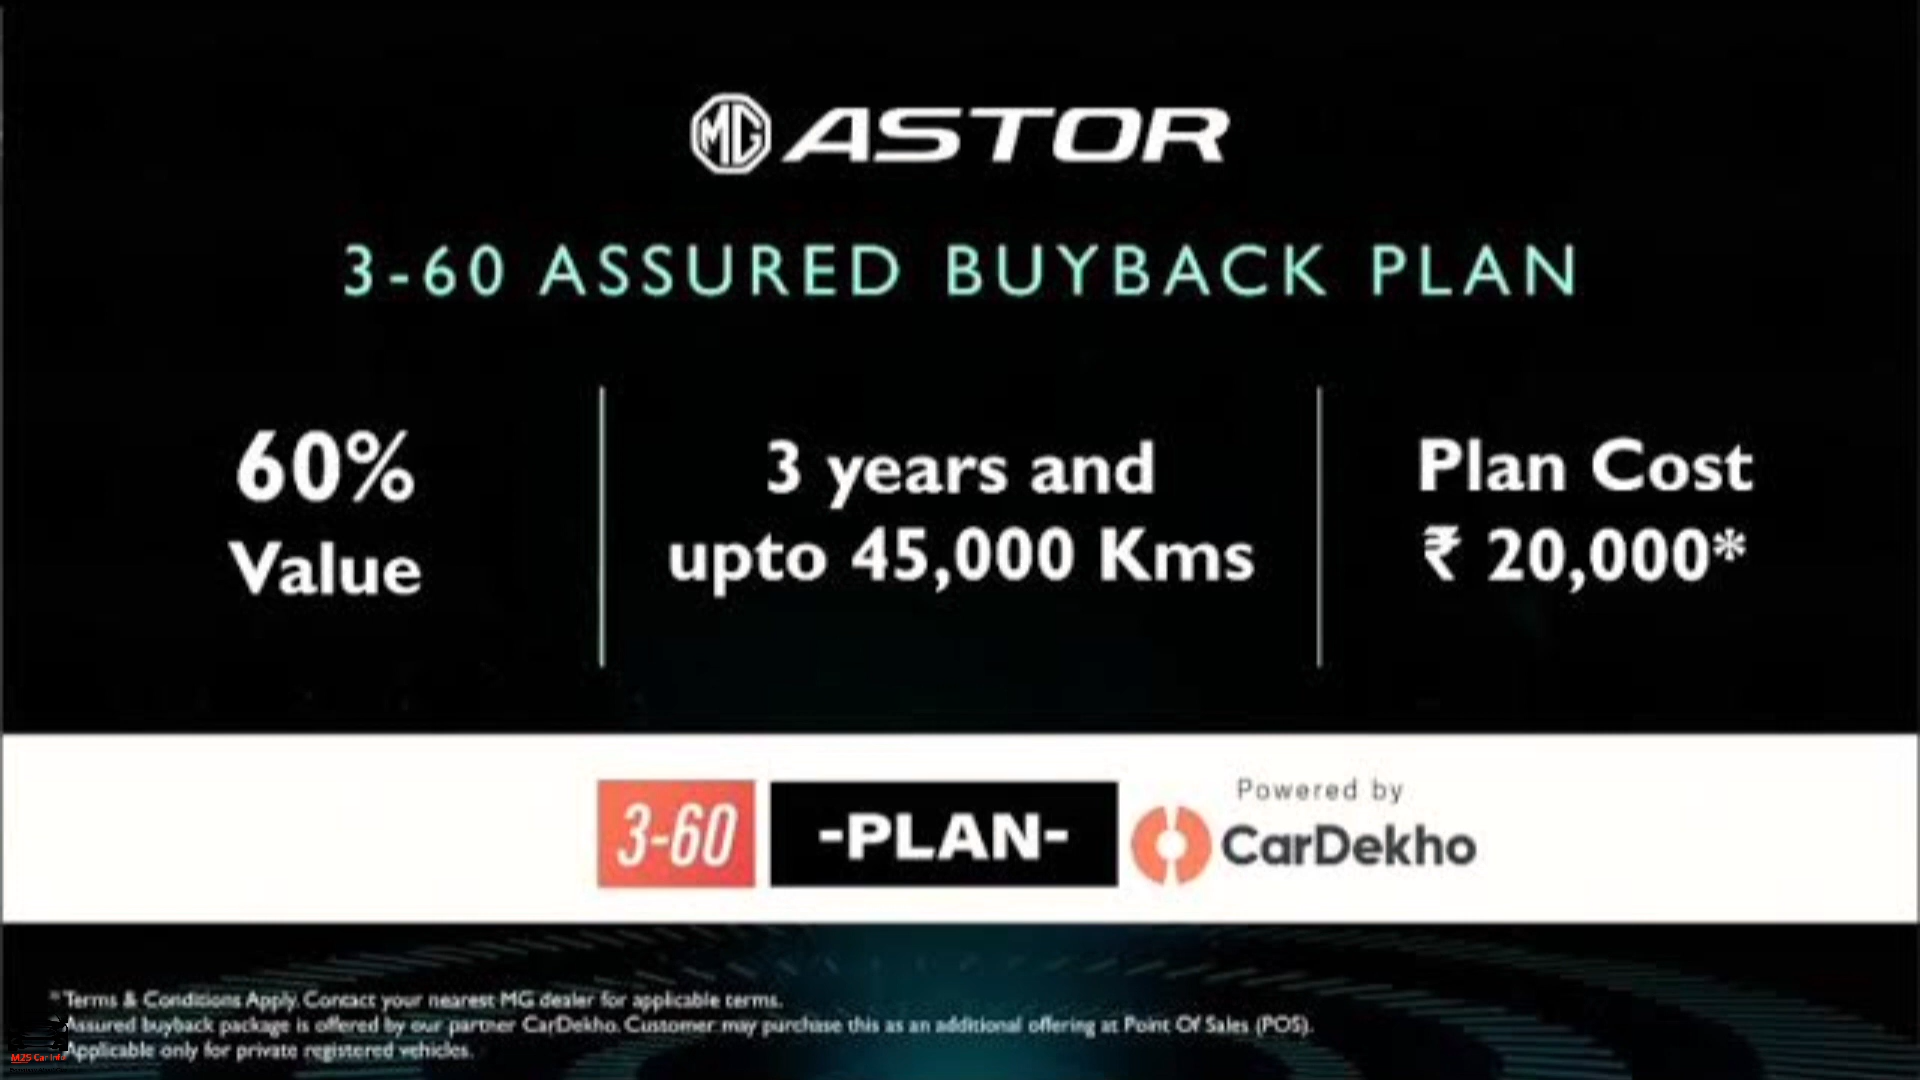 MG ASTOR
3-60 ASSURED BUYBACK PLAN
60%
Value
3 years and
upto 45,000 Kms
Plan Cost
₹ 20,000*
3-60
-PLAN-
Powered by
CarDekho
*Terms & Conditions Apply. Contact your nearest MG dealer for applicable terms.
Assured buyback package is offered by our partner CarDekho. Customer may purchase this as an additional offering at Point Of Sales (POS).
Applicable only for private registered vehicles.
M25 Car Info